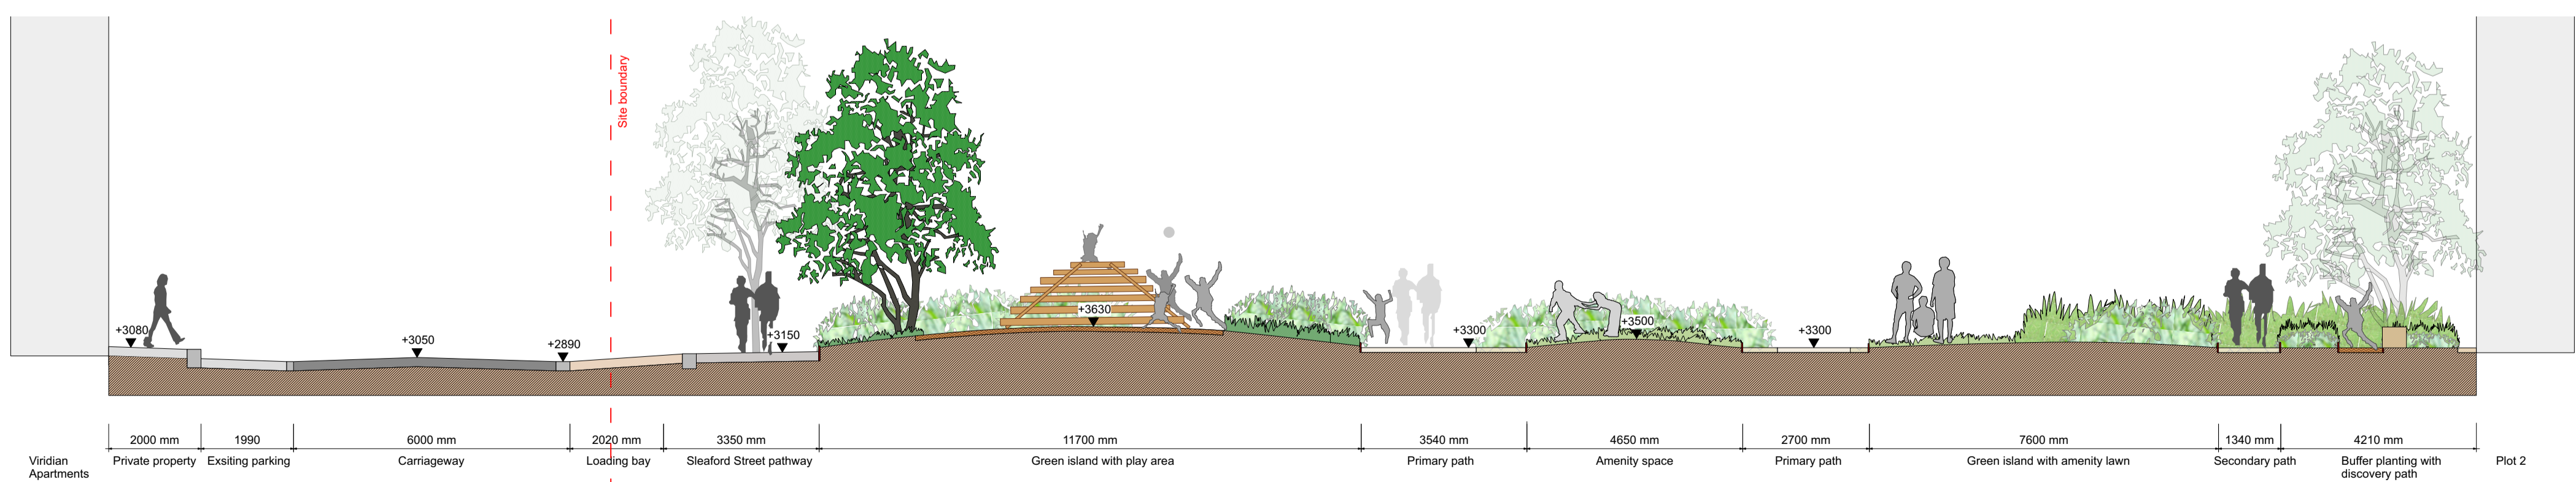 Site boundary
+3080
+3050
+2890
+3150
+3630
+3300
+3500
+3300
2000 mm
1990
6000 mm
2020 mm
3350 mm
11700 mm
3540 mm
4650 mm
2700 mm
7600 mm
1340 mm
4210 mm
Viridian
Apartments
Private property
Exsiting parking
Carriageway
Loading bay
Sleaford Street pathway
Green island with play area
Primary path
Amenity space
Primary path
Green island with amenity lawn
Secondary path
Buffer planting with
discovery path
Plot 2